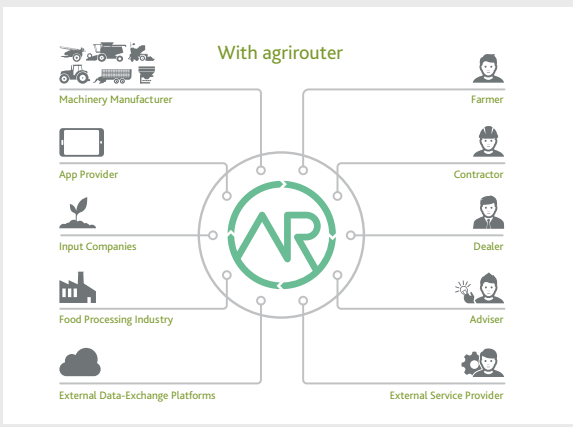 With agrirouter
Machinery Manufacturer
Farmer
App Provider
Contractor
AR
Input Companies
Dealer
Food Processing Industry
Adviser
External Data-Exchange Platforms
External Service Provider